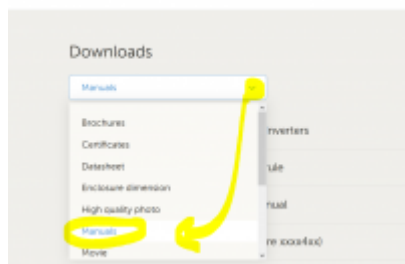 Downloads
Manuals
Brochures
Certificates
nverters
Datasheet
ule
Enclosure dimension
High quality photo
nual
Manuals
Movie